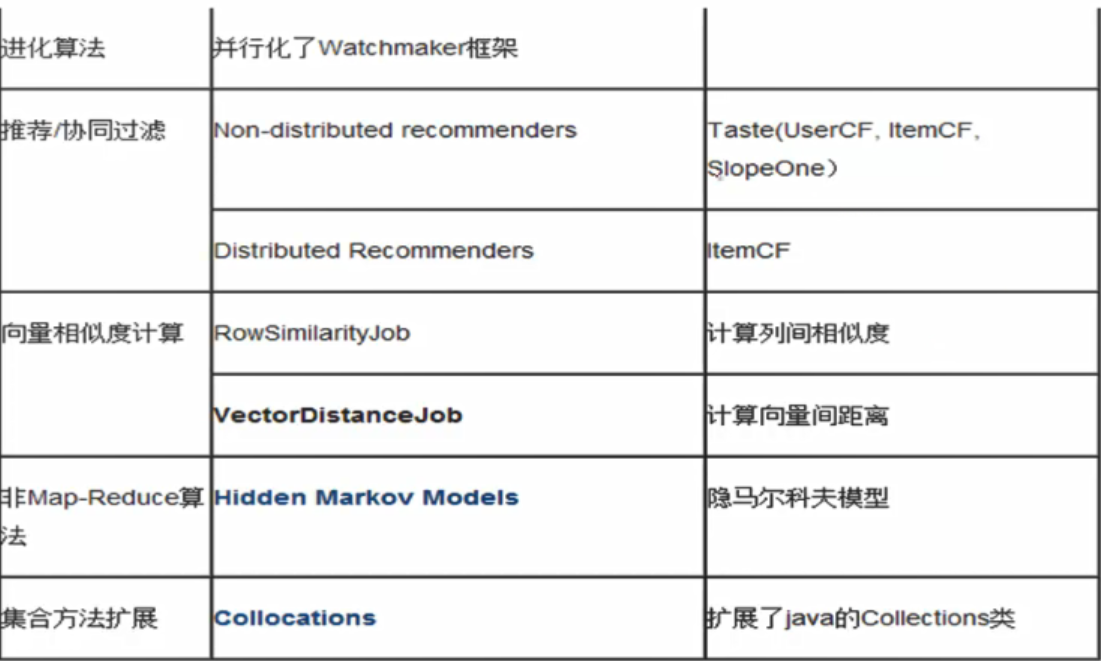 进化算法
并行化了Watchmaker框架
推荐/协同过滤
Non-distributed recommenders
Taste(UserCF, ItemCF,
SlopeOne）
Distributed Recommenders
ItemCF
向量相似度计算
RowSimilarityJob
计算列间相似度
VectorDistanceJob
计算向量间距离
非Map-Reduce算
法
Hidden Markov Models
隐马尔科夫模型
集合方法扩展
Collocations
扩展了java的Collections类